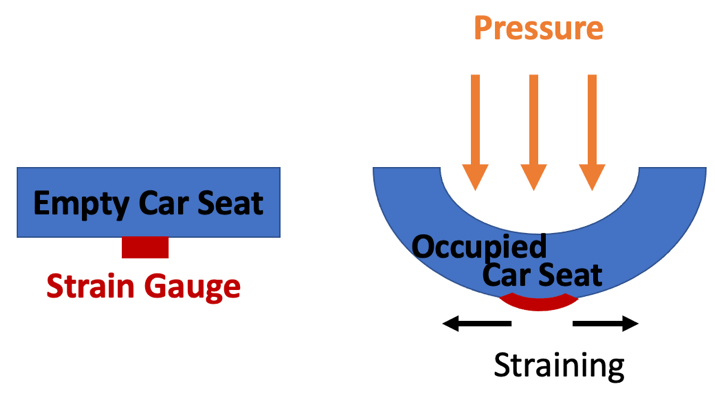 Pressure
Empty Car Seat
Strain Gauge
Occupied
Car Seat
Straining